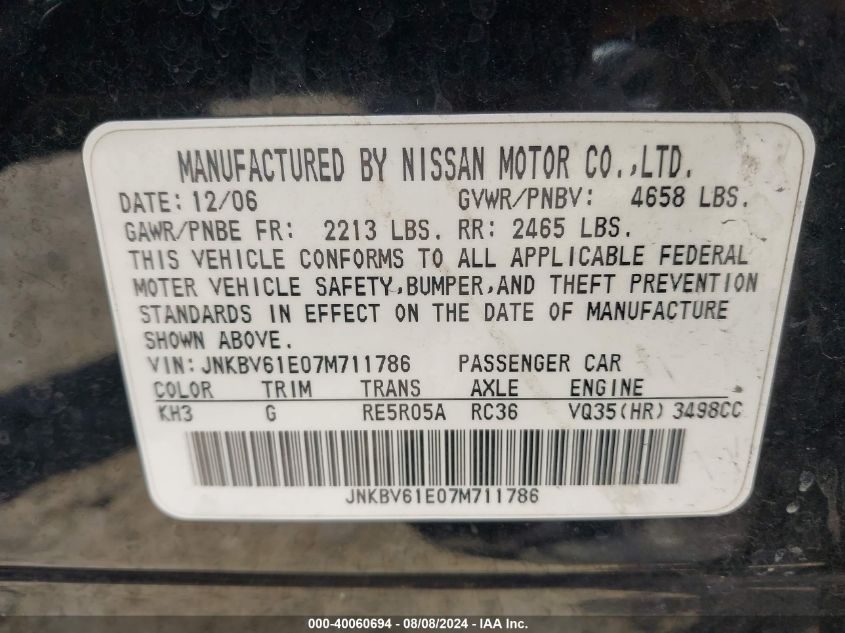 MANUFACTURED BY NISSAN MOTOR CO.,LTD.
DATE: 12/06 GVWR/PNBV: 4658 LBS.
GAWR/PNBE FR: 2213 LBS. RR: 2465 LBS.
THIS VEHICLE CONFORMS TO ALL APPLICABLE FEDERAL
MOTER VEHICLE SAFETY,BUMPER,AND THEFT PREVENTION
STANDARDS IN EFFECT ON THE DATE OF MANUFACTURE
SHOWN ABOVE.
VIN: JNKBV61E07M711786 PASSENGER CAR
COLOR TRIM TRANS AXLE ENGINE
KH3 G RE5R05A RC36 VQ35(HR) 3498CC
JNKBV61E07M711786
000-40060694 - 08/08/2024 - IAA Inc.